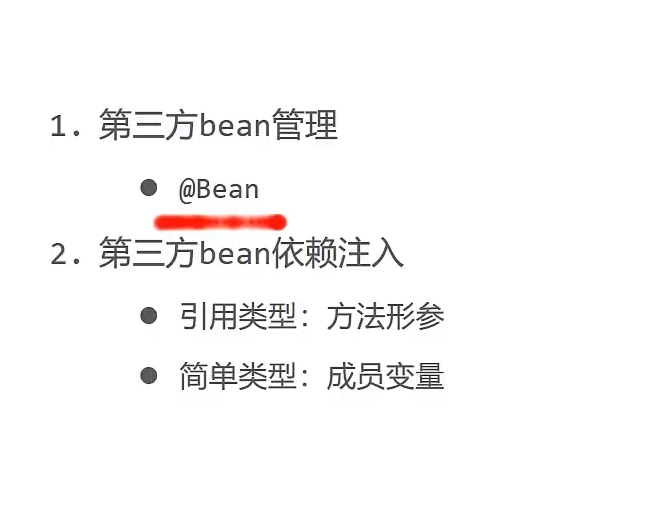 1. 第三方bean管理
● @Bean
2. 第三方bean依赖注入
● 引用类型：方法形参
● 简单类型：成员变量